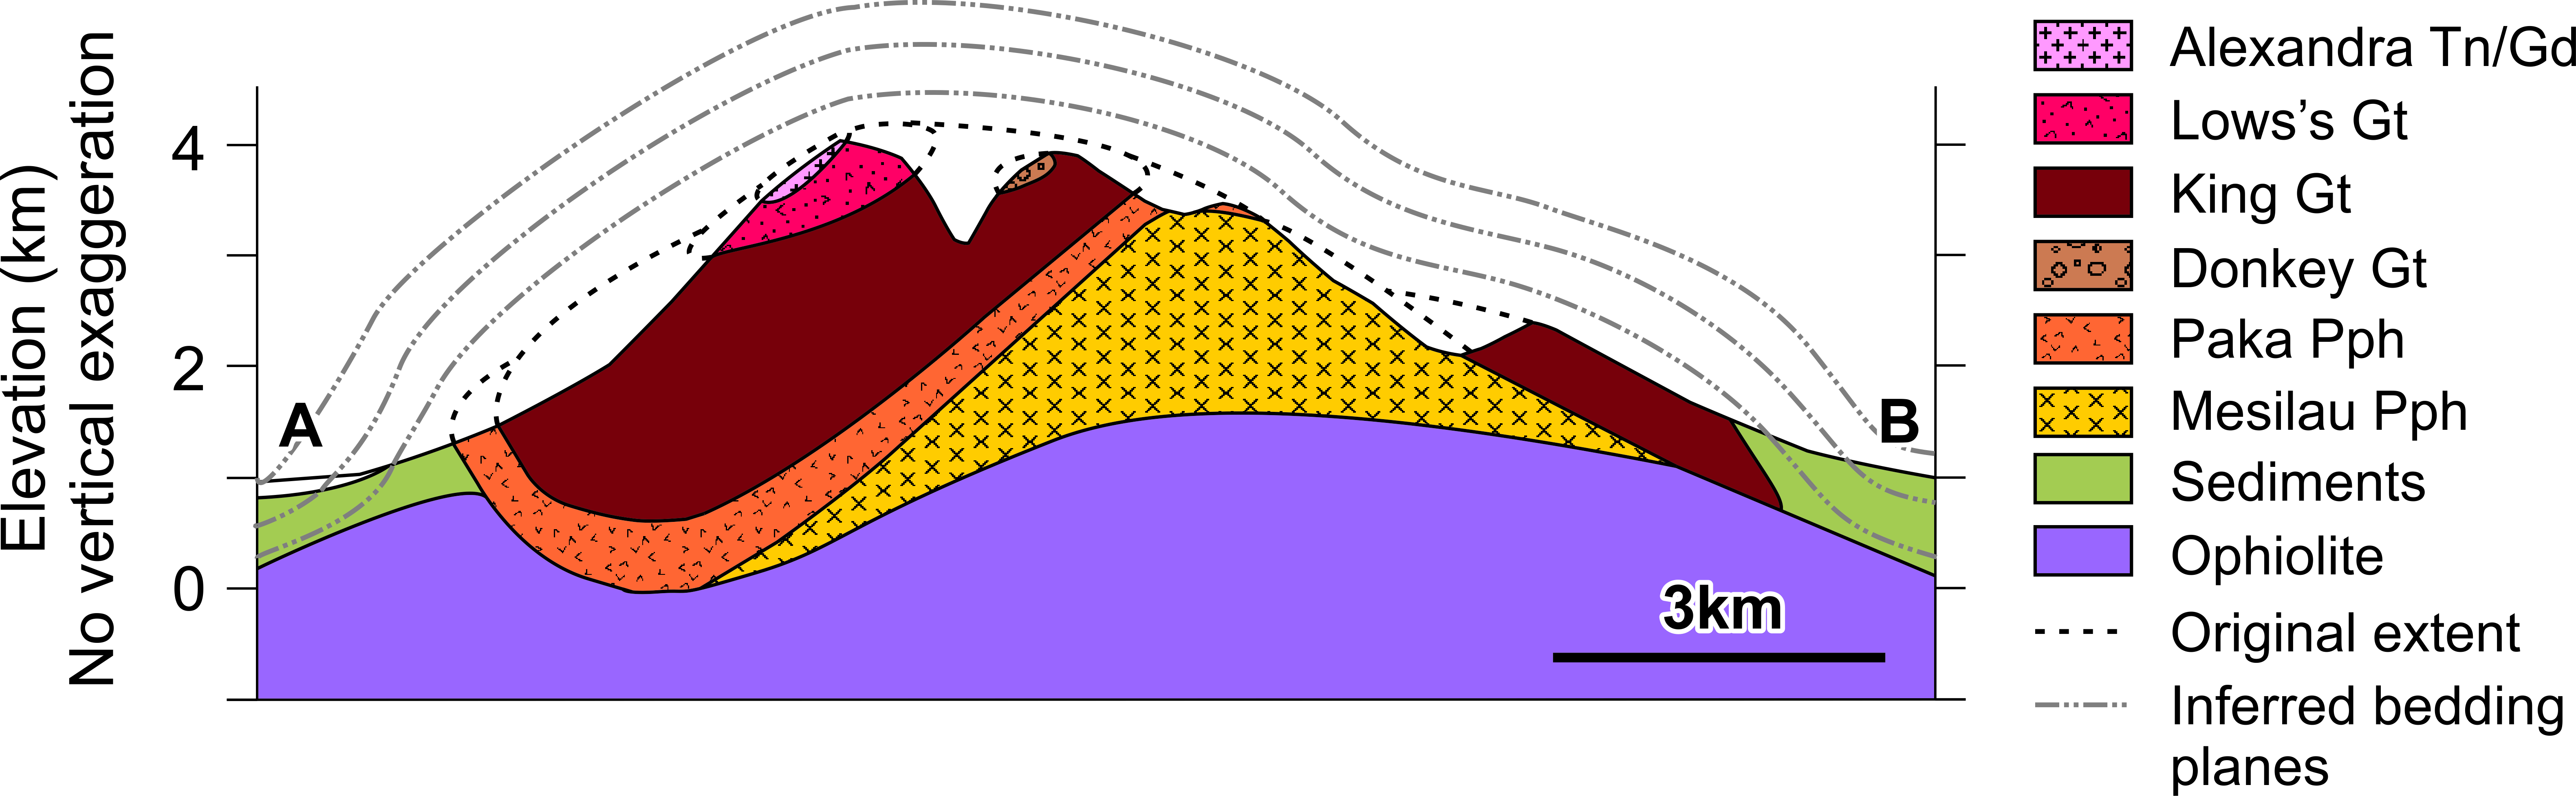 Elevation (km)
No vertical exaggeration
4
2
0
A
B
3km
Alexandra Tn/Gd
Lows's Gt
King Gt
Donkey Gt
Paka Pph
Mesilau Pph
Sediments
Ophiolite
Original extent
Inferred bedding
planes